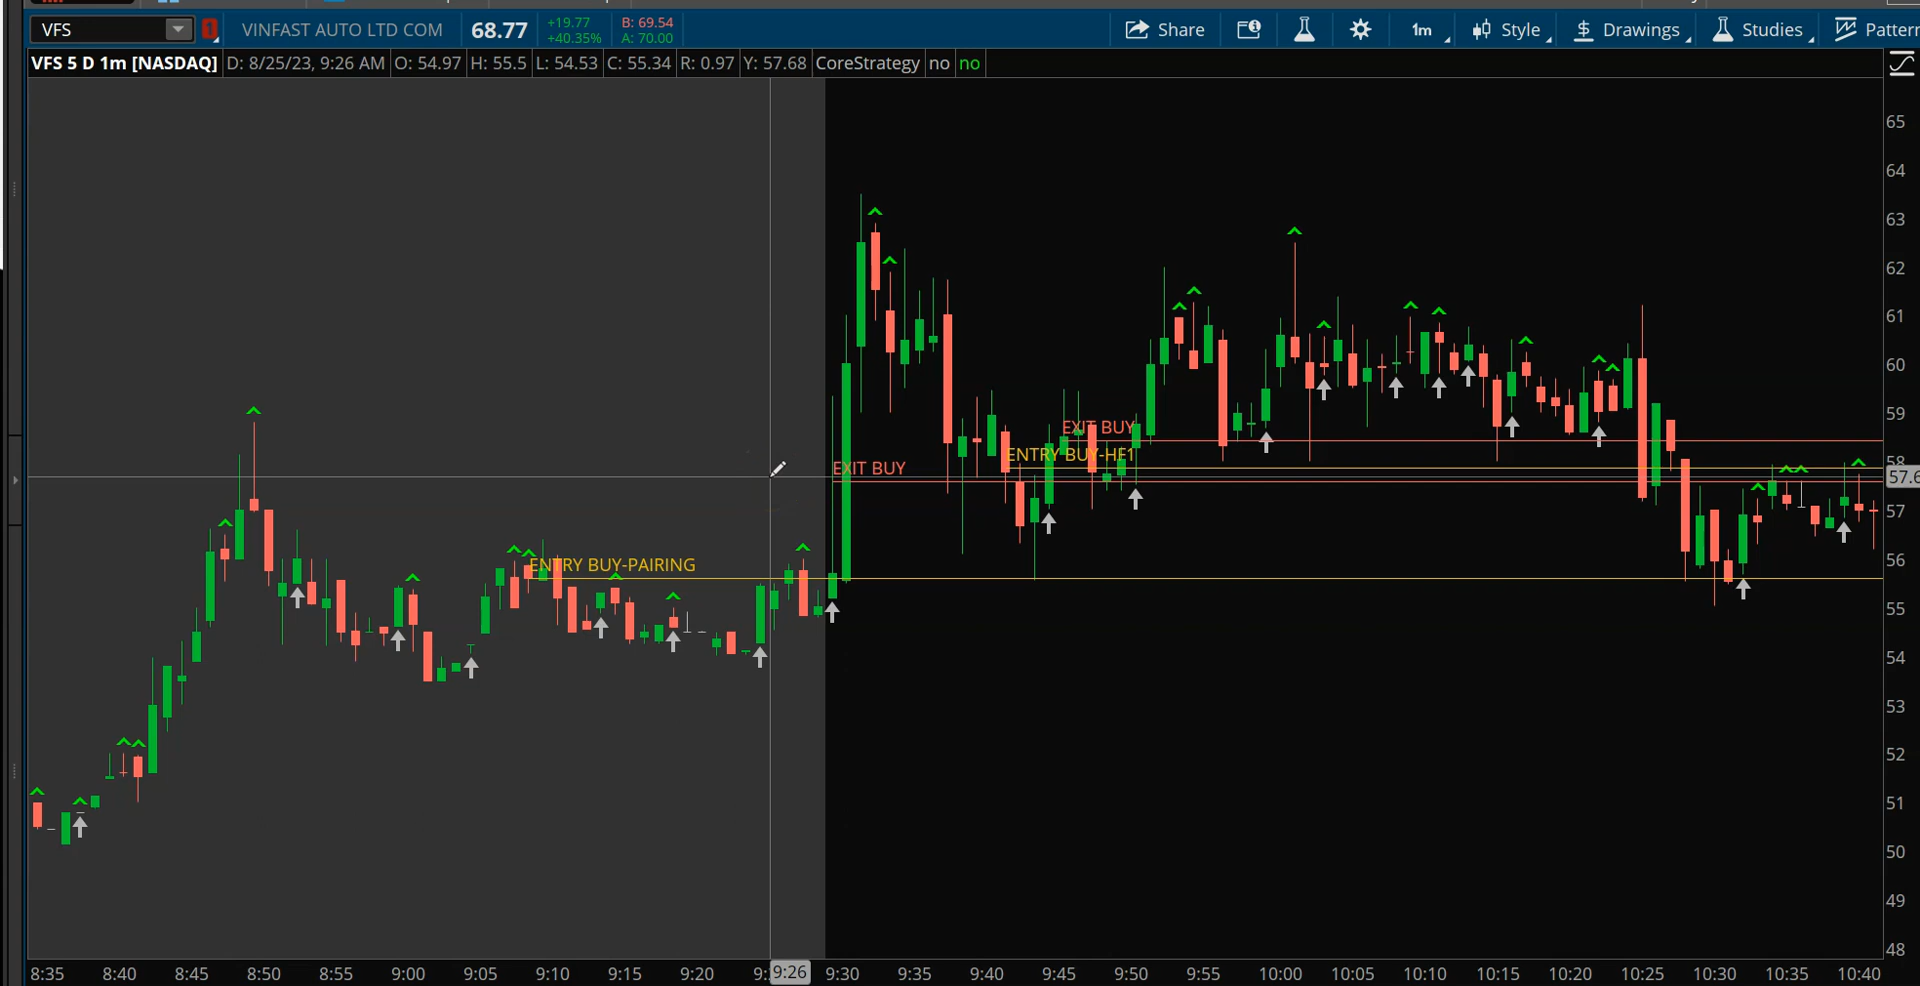 VFS 1 VINFAST AUTO LTD COM 68.77 +19.77 B: 69.54 Share 1m Style Drawings Studies Pattern
+40.35% A: 70.00
VFS 5 D 1m [NASDAQ] D: 8/25/23, 9:26 AM O: 54.97 H: 55.5 L: 54.53 C: 55.34 R: 0.97 Y: 57.68 CoreStrategy no no
65
64
63
62
61
60
59
EXIT BUY
ENTRY BUY-HF1
58
EXIT BUY
57.6
57
56
ENTRY BUY-PAIRING
55
54
53
52
51
50
49
48
8:35 8:40 8:45 8:50 8:55 9:00 9:05 9:10 9:15 9:20 9:26 9:30 9:35 9:40 9:45 9:50 9:55 10:00 10:05 10:10 10:15 10:20 10:25 10:30 10:35 10:40